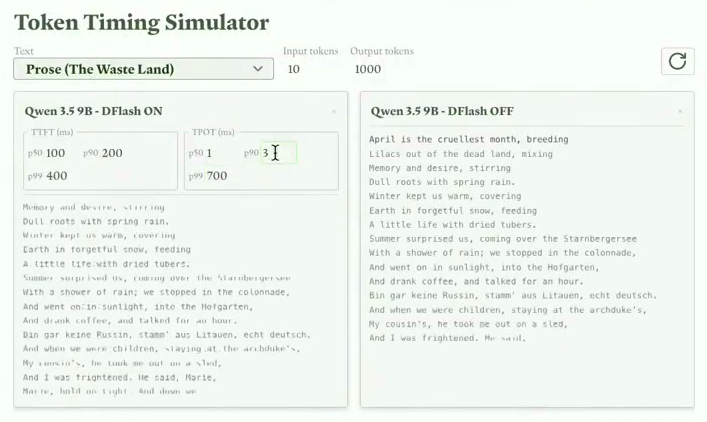 Token Timing Simulator
Text
Input tokens
Output tokens
Prose (The Waste Land)
10
1000
Qwen 3.5 9B - DFlash ON
TTFT (ms)
p50 100
p90 200
p99 400
TPOT (ms)
p50 1
p90 3
p99 700
Memory and desire, stirring
Dull roots with spring rain.
Winter kept us warm, covering
Earth in forgetful snow, feeding
A little life with dried tubers.
Summer surprised us, coming over the Starnbergersee
With a shower of rain; we stopped in the colonnade,
And went on in sunlight, into the Hofgarten,
And drank coffee, and talked for an hour.
Bin gar keine Russin, stamm' aus Litauen, echt deutsch.
And when we were children, staying at the archduke's,
My cousin's, he took me out on a sled,
And I was frightened. He said, Marie,
Marie, hold on tight. And down we
Qwen 3.5 9B - DFlash OFF
April is the cruellest month, breeding
Lilacs out of the dead land, mixing
Memory and desire, stirring
Dull roots with spring rain.
Winter kept us warm, covering
Earth in forgetful snow, feeding
A little life with dried tubers.
Summer surprised us, coming over the Starnbergersee
With a shower of rain; we stopped in the colonnade,
And went on in sunlight, into the Hofgarten,
And drank coffee, and talked for an hour.
Bin gar keine Russin, stamm' aus Litauen, echt deutsch.
And when we were children, staying at the archduke's,
My cousin's, he took me out on a sled,
And I was frightened. He said,